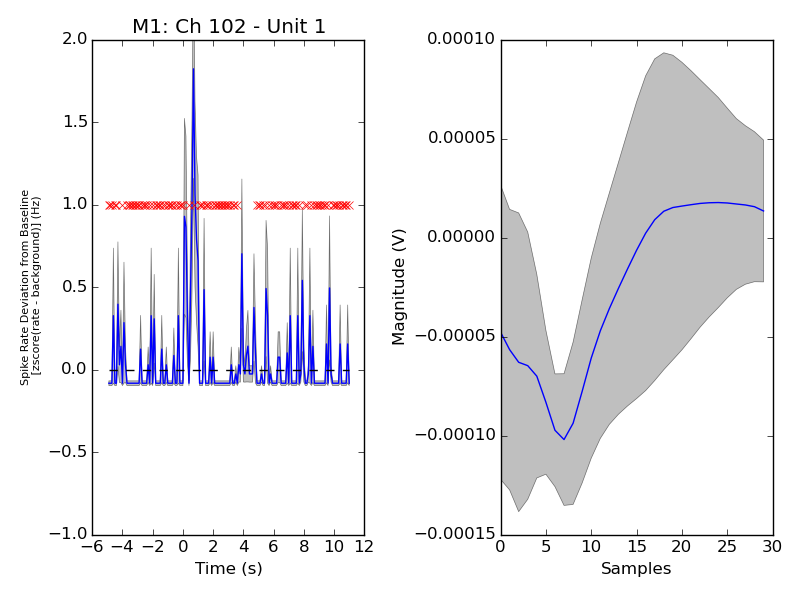 M1: Ch 102 - Unit 1
Spike Rate Deviation from Baseline
[zscore(rate - background)] (Hz)
2.0
1.5
1.0
0.5
0.0
−0.5
−1.0
−6 −4 −2 0 2 4 6 8 10 12
Time (s)
Magnitude (V)
0.00010
0.00005
0.00000
−0.00005
−0.00010
−0.00015
0 5 10 15 20 25 30
Samples